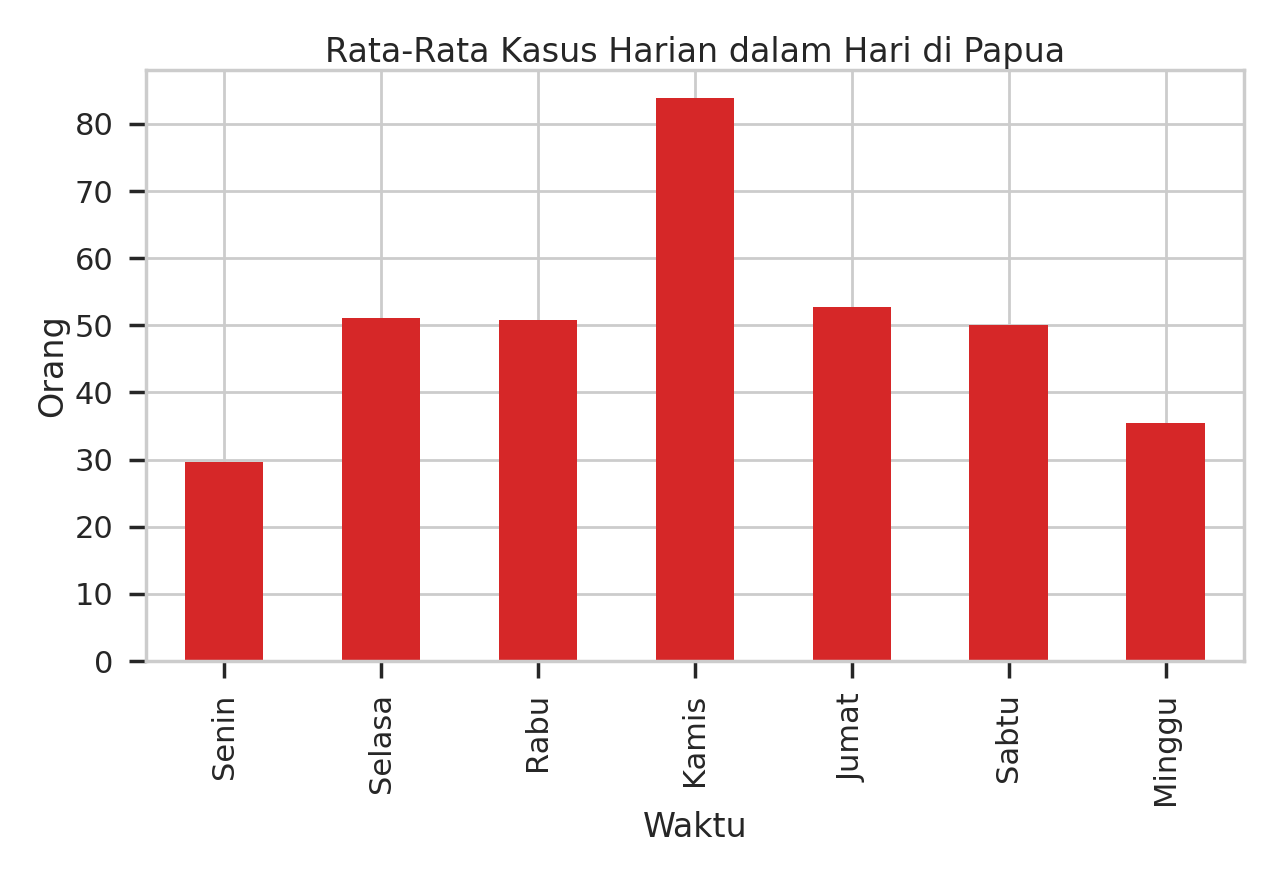 Rata-Rata Kasus Harian dalam Hari di Papua
80
70
60
50
40
30
20
10
0
Orang
Senin
Selasa
Rabu
Kamis
Jumat
Sabtu
Minggu
Waktu